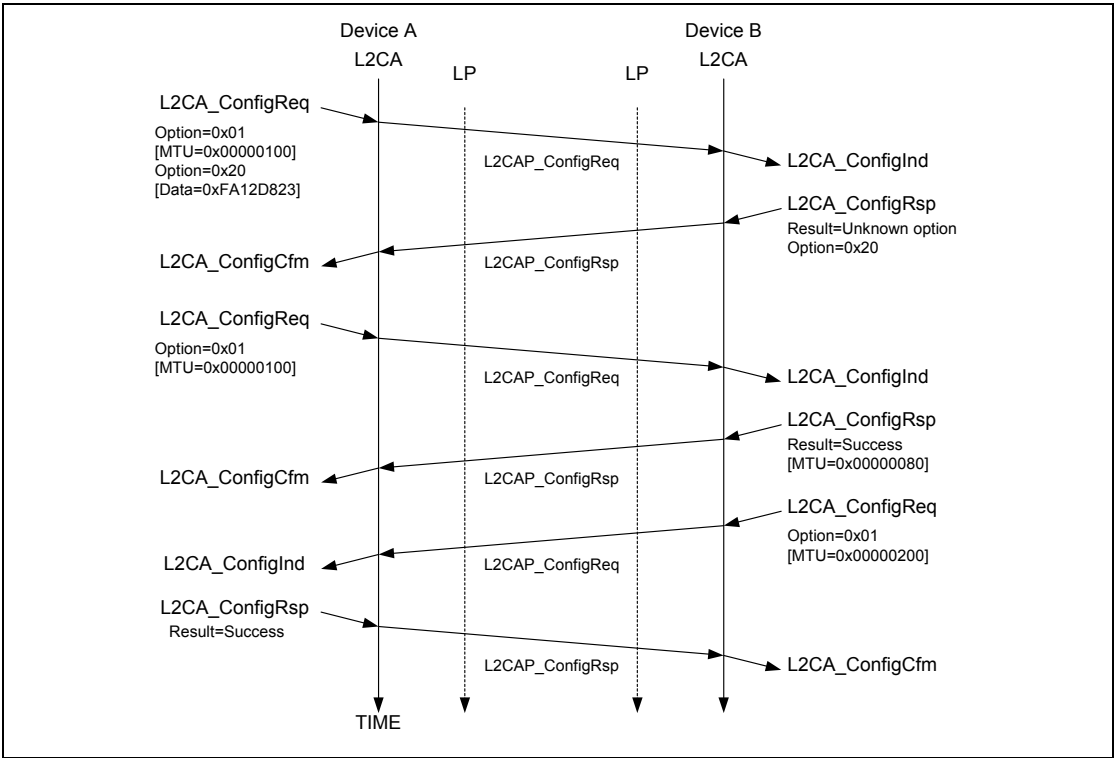 Device A
Device B
L2CA
LP
LP
L2CA
L2CA_ConfigReq
Option=0x01
[MTU=0x00000100]
Option=0x20
[Data=0xFA12D823]
L2CAP_ConfigReq
L2CA_ConfigInd
L2CA_ConfigRsp
Result=Unknown option
Option=0x20
L2CAP_ConfigRsp
L2CA_ConfigCfm
L2CA_ConfigReq
Option=0x01
[MTU=0x00000100]
L2CAP_ConfigReq
L2CA_ConfigInd
L2CA_ConfigRsp
Result=Success
[MTU=0x00000080]
L2CAP_ConfigRsp
L2CA_ConfigCfm
L2CA_ConfigReq
Option=0x01
[MTU=0x00000200]
L2CAP_ConfigReq
L2CA_ConfigInd
L2CA_ConfigRsp
Result=Success
L2CAP_ConfigRsp
L2CA_ConfigCfm
TIME